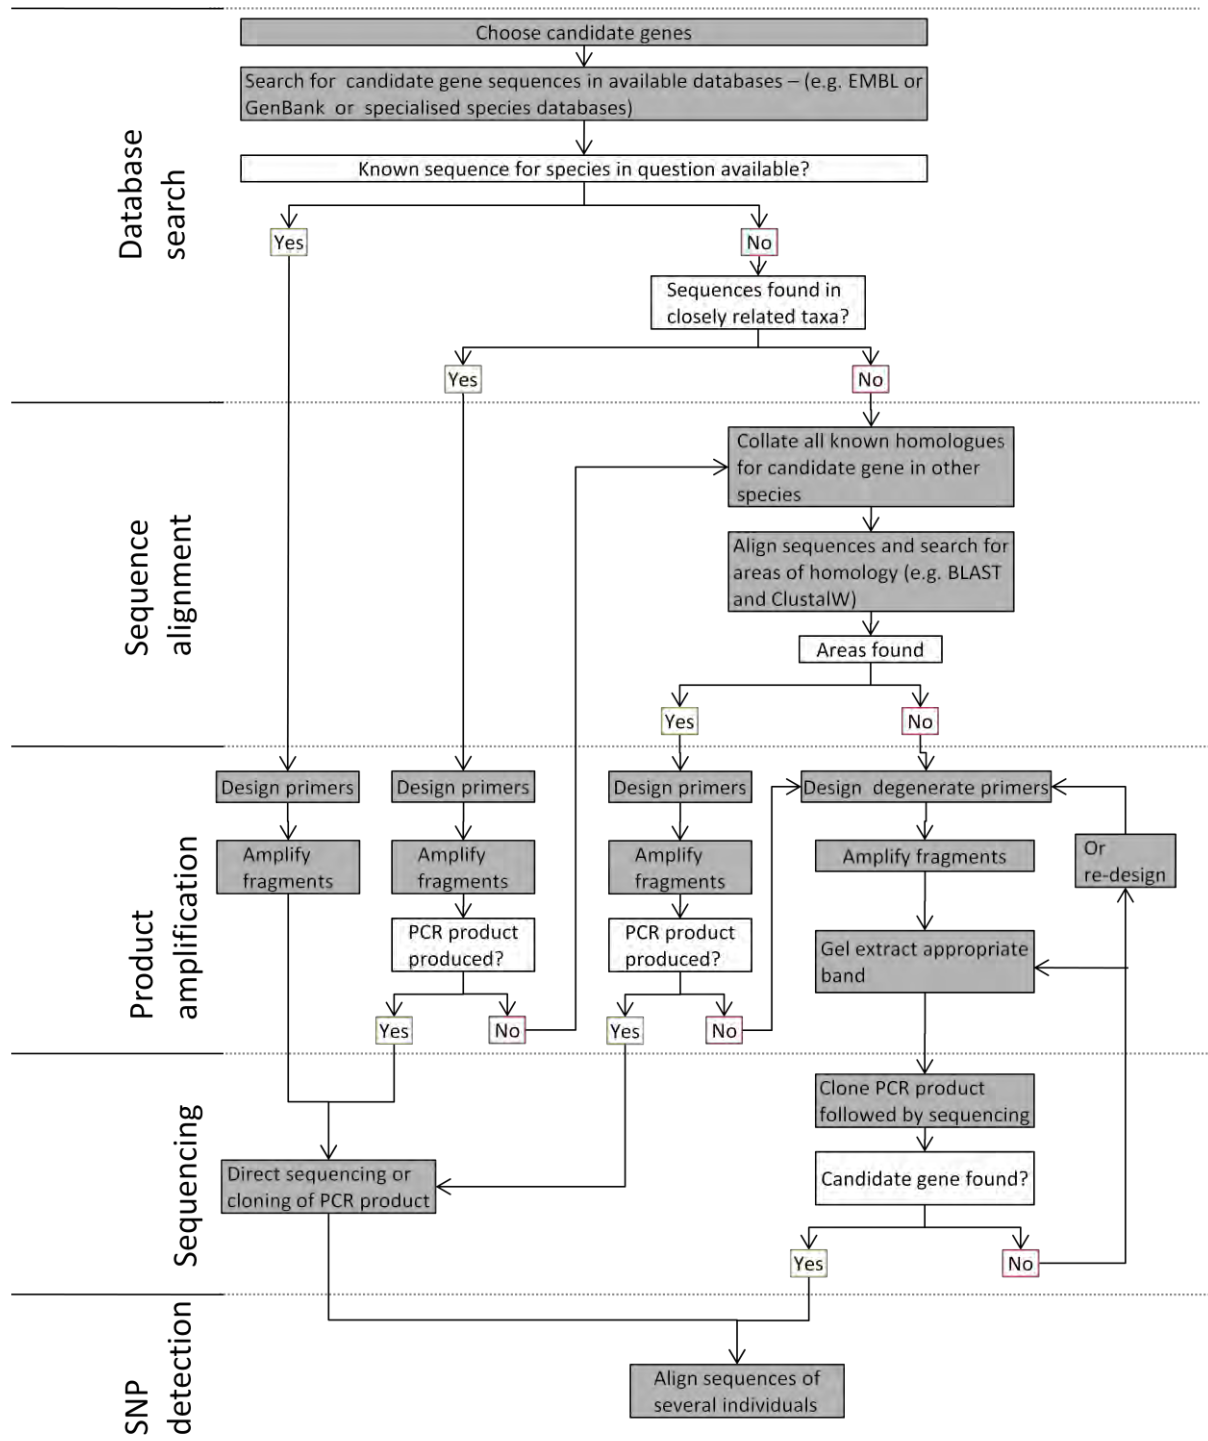 Choose candidate genes
Search for candidate gene sequences in available databases – (e.g. EMBL or
GenBank or specialised species databases)
Known sequence for species in question available?
Database
search
Yes
No
Sequences found in
closely related taxa?
Yes
No
Collate all known homologues
for candidate gene in other
species
Sequence
alignment
Align sequences and search for
areas of homology (e.g. BLAST
and ClustalW)
Areas found
Yes
No
Design primers
Design primers
Design primers
Design degenerate primers
Product
amplification
Amplify
fragments
Amplify
fragments
Amplify
fragments
Amplify fragments
Or
re-design
PCR product
produced?
PCR product
produced?
Gel extract appropriate
band
Yes
No
Yes
No
Sequencing
Clone PCR product
followed by sequencing
Direct sequencing or
cloning of PCR product
Candidate gene found?
Yes
No
SNP
detection
Align sequences of
several individuals